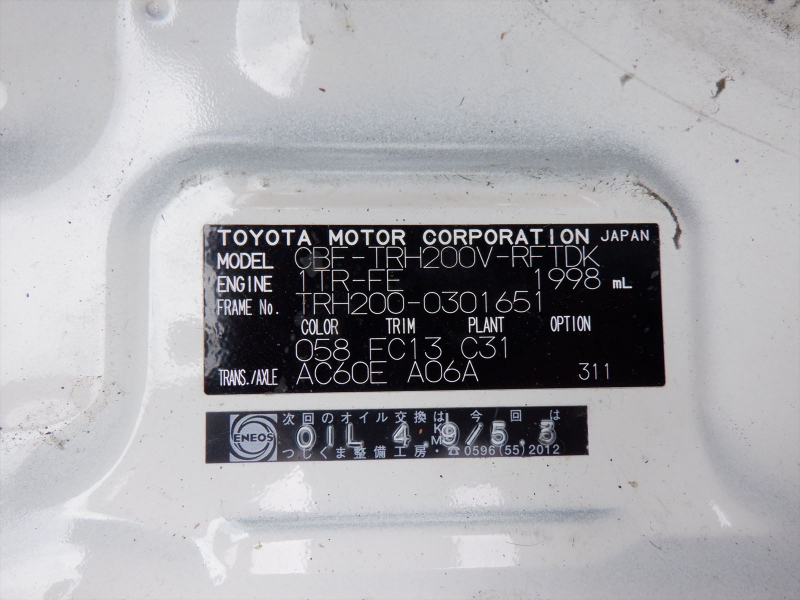 TOYOTA MOTOR CORPORATION JAPAN
MODEL CBF-TRH200V-RFTDK
ENGINE 1TR-FE 1998 mL
FRAME No. TRH200-0301651
COLOR TRIM PLANT OPTION
058 FC13 C31
TRANS./AXLE AC60E A06A 311
ENEOS
次回のオイル交換は 今回は
OIL 4.9/5.3
KM
つじくま整備工房・☎0596(55)2012